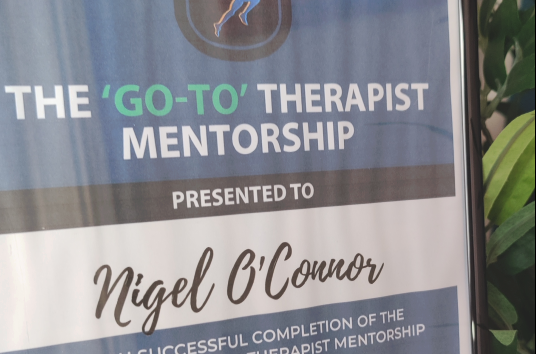 THE 'GO-TO' THERAPIST
MENTORSHIP
PRESENTED TO
Nigel O'Connor
SUCCESSFUL COMPLETION OF THE
THERAPIST MENTORSHIP